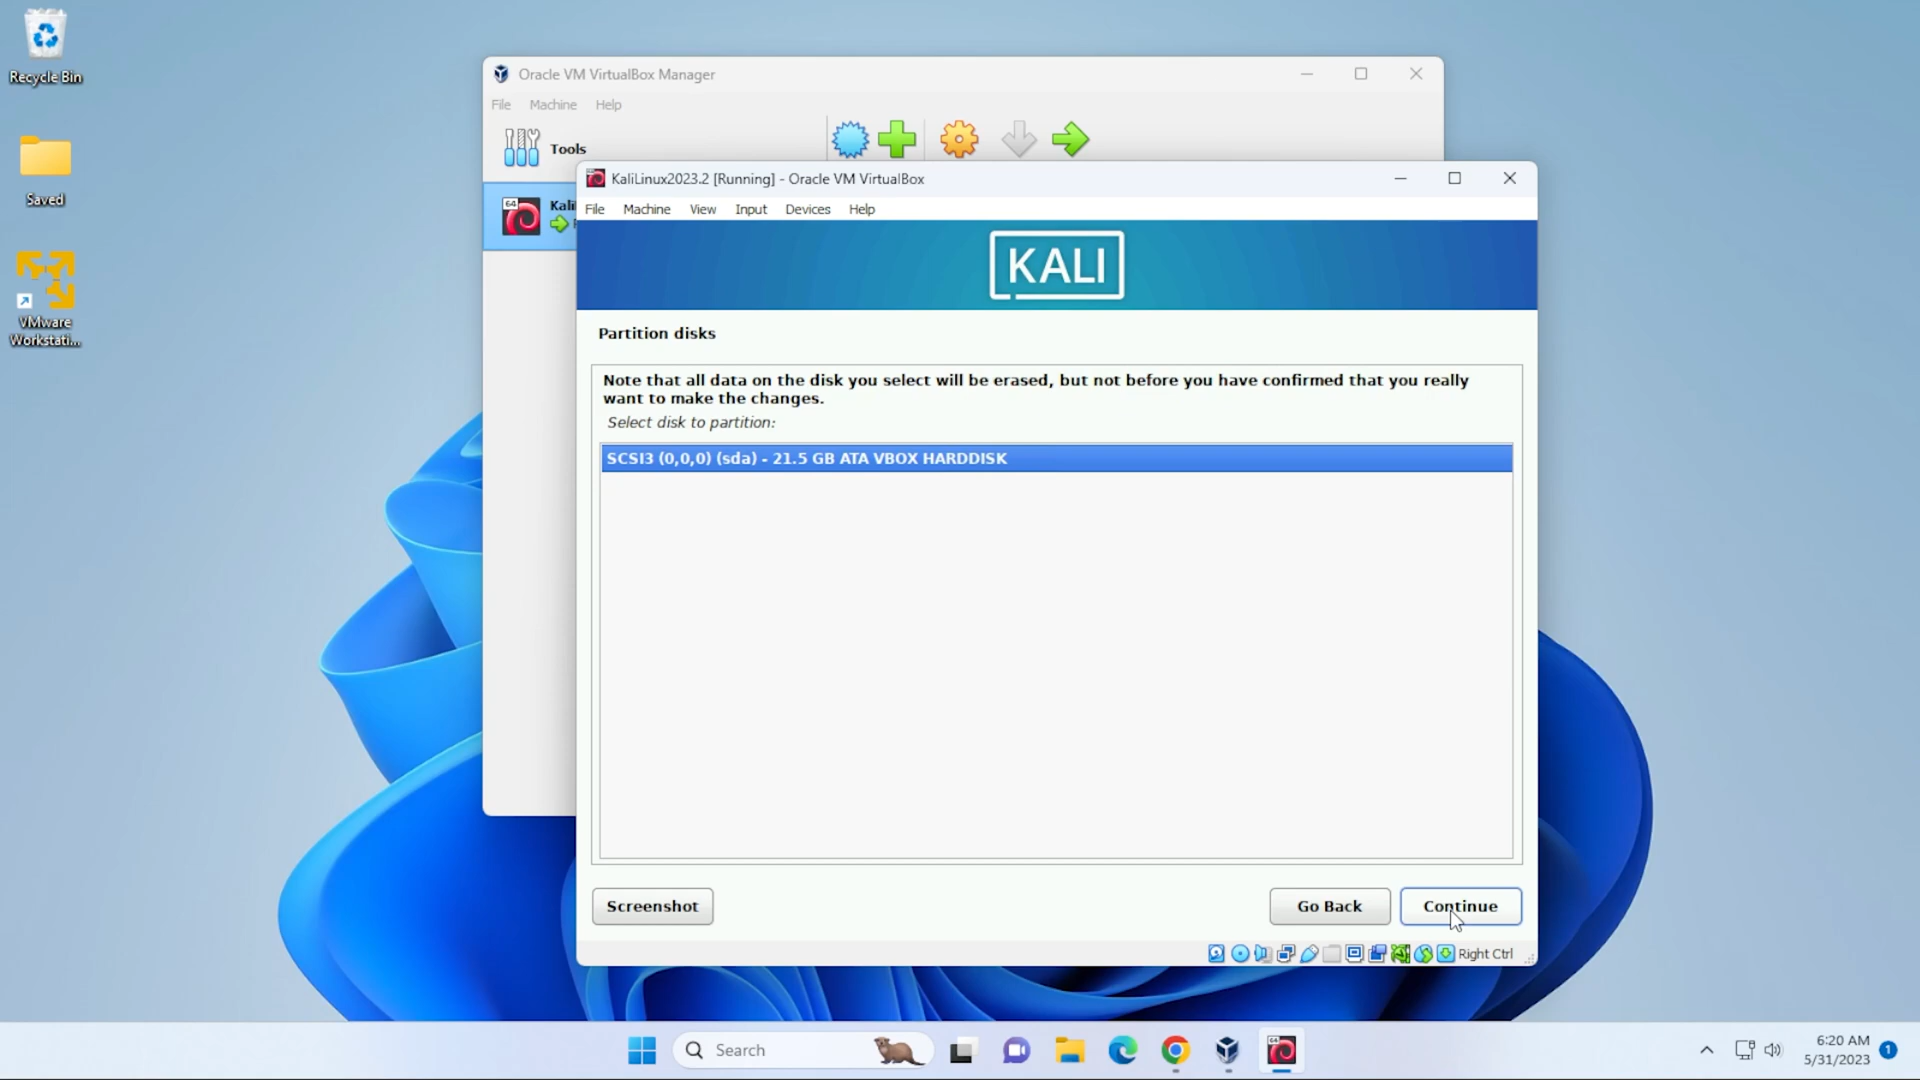 Recycle Bin
Saved
VMware
Workstati...
Oracle VM VirtualBox Manager
File Machine Help
Tools
64
Kali
KaliLinux2023.2 [Running] - Oracle VM VirtualBox
File Machine View Input Devices Help
KALI
Partition disks
Note that all data on the disk you select will be erased, but not before you have confirmed that you really
want to make the changes.
Select disk to partition:
SCSI3 (0,0,0) (sda) - 21.5 GB ATA VBOX HARDDISK
Screenshot
Go Back
Continue
Right Ctrl
Search
64
6:20 AM
5/31/2023
1